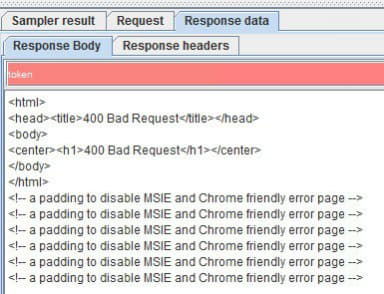 Sampler result Request Response data
Response Body Response headers
token
<html>
<head><title>400 Bad Request</title></head>
<body>
<center><h1>400 Bad Request</h1></center>
</body>
</html>
<!-- a padding to disable MSIE and Chrome friendly error page -->
<!-- a padding to disable MSIE and Chrome friendly error page -->
<!-- a padding to disable MSIE and Chrome friendly error page -->
<!-- a padding to disable MSIE and Chrome friendly error page -->
<!-- a padding to disable MSIE and Chrome friendly error page -->
<!-- a padding to disable MSIE and Chrome friendly error page -->